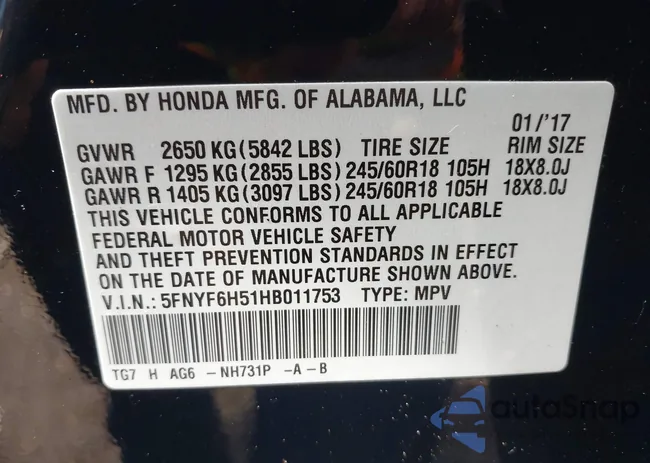 MFD. BY HONDA MFG. OF ALABAMA, LLC
01/'17
GVWR 2650 KG(5842 LBS) TIRE SIZE RIM SIZE
GAWR F 1295 KG(2855 LBS) 245/60R18 105H 18X8.0J
GAWR R 1405 KG(3097 LBS) 245/60R18 105H 18X8.0J
THIS VEHICLE CONFORMS TO ALL APPLICABLE
FEDERAL MOTOR VEHICLE SAFETY
AND THEFT PREVENTION STANDARDS IN EFFECT
ON THE DATE OF MANUFACTURE SHOWN ABOVE.
V.I.N.: 5FNYF6H51HB011753 TYPE: MPV
TG7 H AG6 -NH731P -A-B
autoSnap